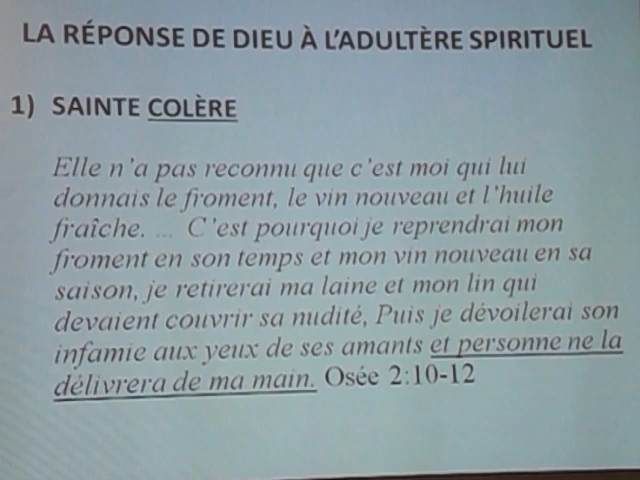 LA RÉPONSE DE DIEU À L'ADULTÈRE SPIRITUEL
1) SAINTE COLÈRE
Elle n'a pas reconnu que c'est moi qui lui
donnais le froment, le vin nouveau et l'huile
fraîche. ... C'est pourquoi je reprendrai mon
froment en son temps et mon vin nouveau en sa
saison, je retirerai ma laine et mon lin qui
devaient couvrir sa nudité, Puis je dévoilerai son
infamie aux yeux de ses amants et personne ne la
délivrera de ma main. Osée 2:10-12